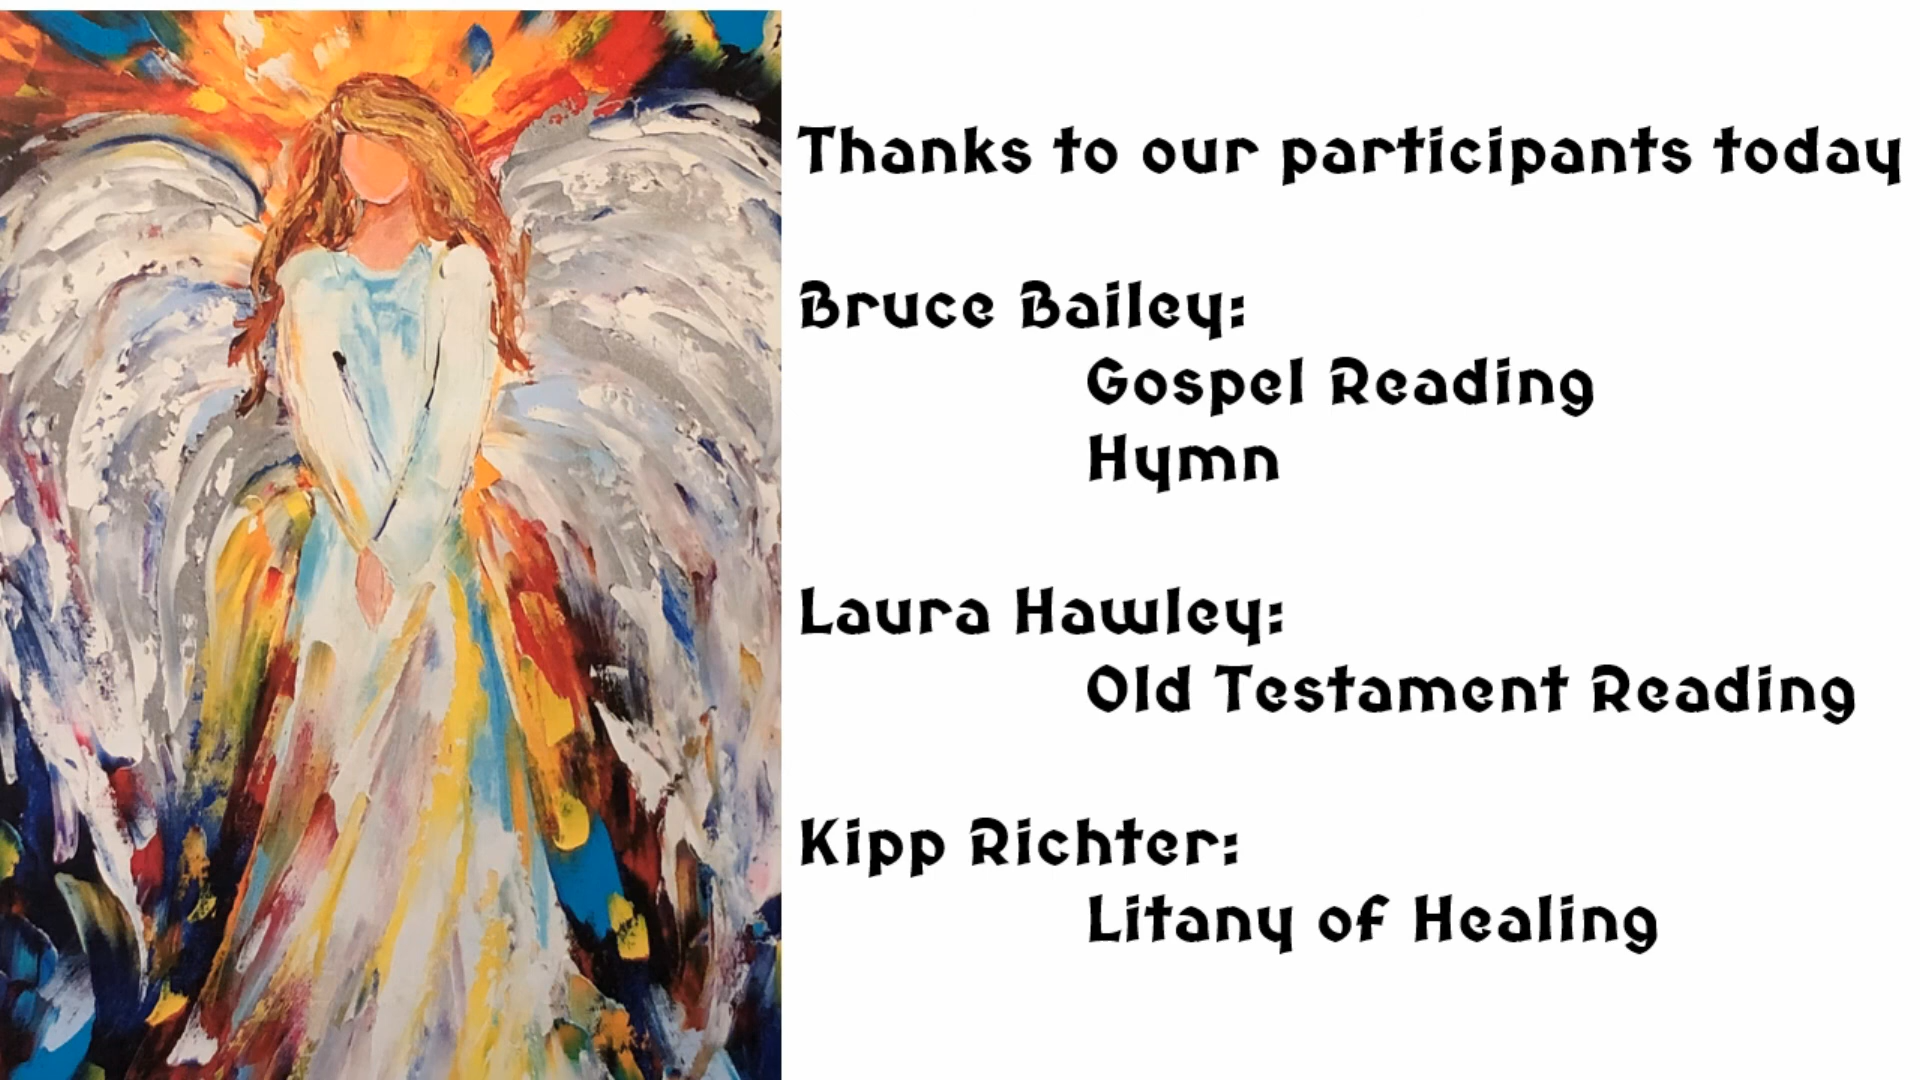 Thanks to our participants today
Bruce Bailey:
Gospel Reading
Hymn
Laura Hawley:
Old Testament Reading
Kipp Richter:
Litany of Healing